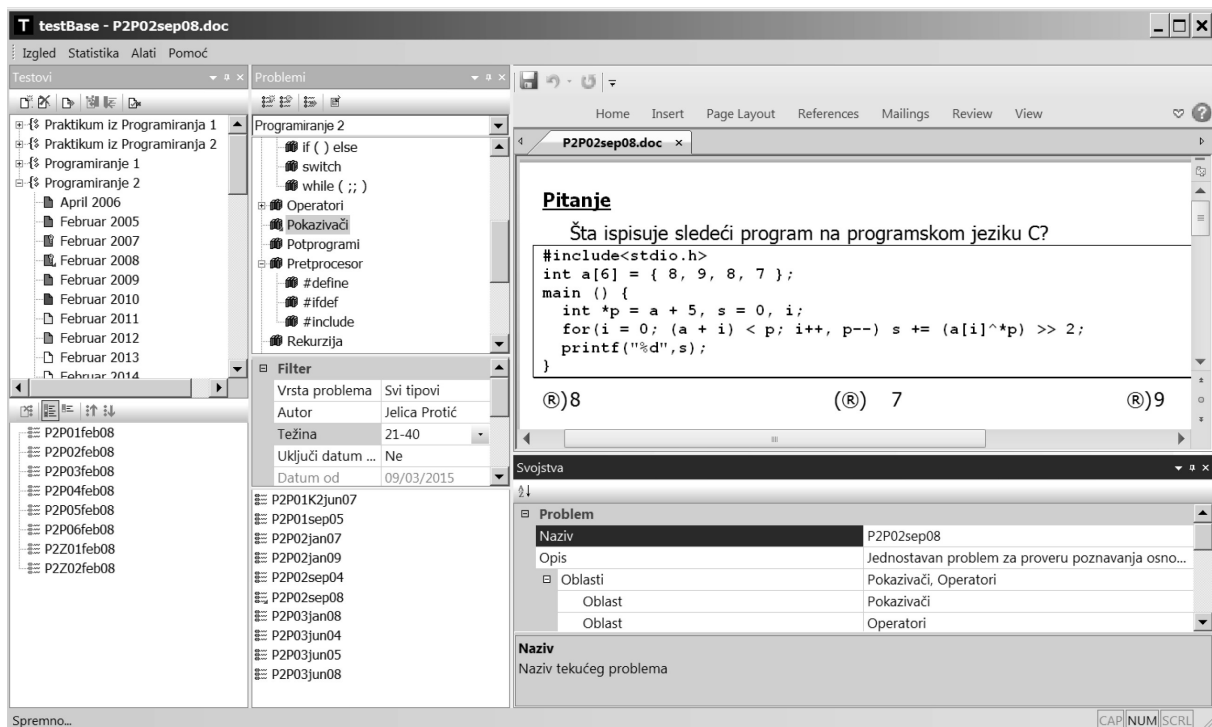 testBase - P2P02sep08.doc
Izgled Statistika Alati Pomoć
Testovi
Praktikum iz Programiranja 1
Praktikum iz Programiranja 2
Programiranje 1
Programiranje 2
April 2006
Februar 2005
Februar 2007
Februar 2008
Februar 2009
Februar 2010
Februar 2011
Februar 2012
Februar 2013
Februar 2014
P2P01feb08
P2P02feb08
P2P03feb08
P2P04feb08
P2P05feb08
P2P06feb08
P2Z01feb08
P2Z02feb08
Problemi
Programiranje 2
if ( ) else
switch
while ( ;; )
Operatori
Pokazivači
Potprogrami
Pretprocesor
#define
#ifdef
#include
Rekurzija
Filter
Vrsta problema Svi tipovi
Autor Jelica Protić
Težina 21-40
Uključi datum ... Ne
Datum od 09/03/2015
P2P01K2jun07
P2P01sep05
P2P02jan07
P2P02jan09
P2P02sep04
P2P02sep08
P2P03jan08
P2P03jun04
P2P03jun05
P2P03jun08
Home Insert Page Layout References Mailings Review View
P2P02sep08.doc
Pitanje
Šta ispisuje sledeći program na programskom jeziku C?
#include<stdio.h>
int a[6] = { 8, 9, 8, 7 };
main () {
int *p = a + 5, s = 0, i;
for(i = 0; (a + i) < p; i++, p--) s += (a[i]^*p) >> 2;
printf("%d",s);
}
®)8 (®) 7 ®)9
Svojstva
Problem
Naziv P2P02sep08
Opis Jednostavan problem za proveru poznavanja osno...
Oblasti Pokazivači, Operatori
Oblast Pokazivači
Oblast Operatori
Naziv
Naziv tekućeg problema
Spremno...
CAP NUM SCRL